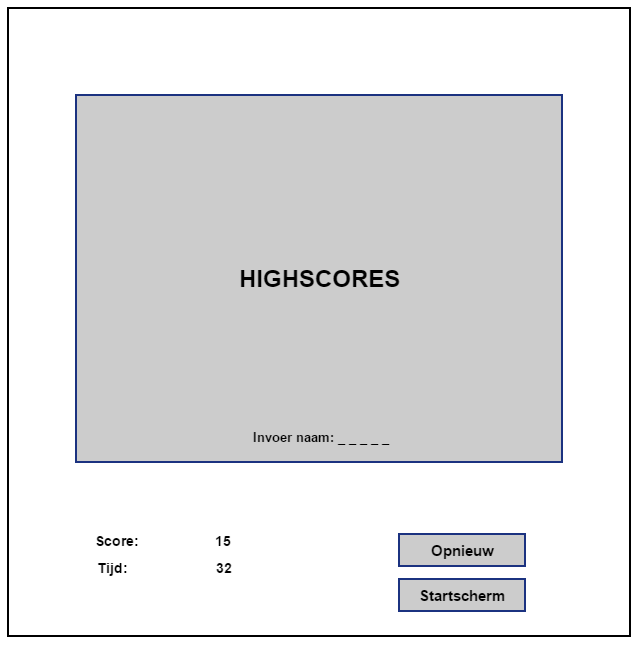 HIGHSCORES
Invoer naam: _ _ _ _ _
Score: 15
Tijd: 32
Opnieuw
Startscherm